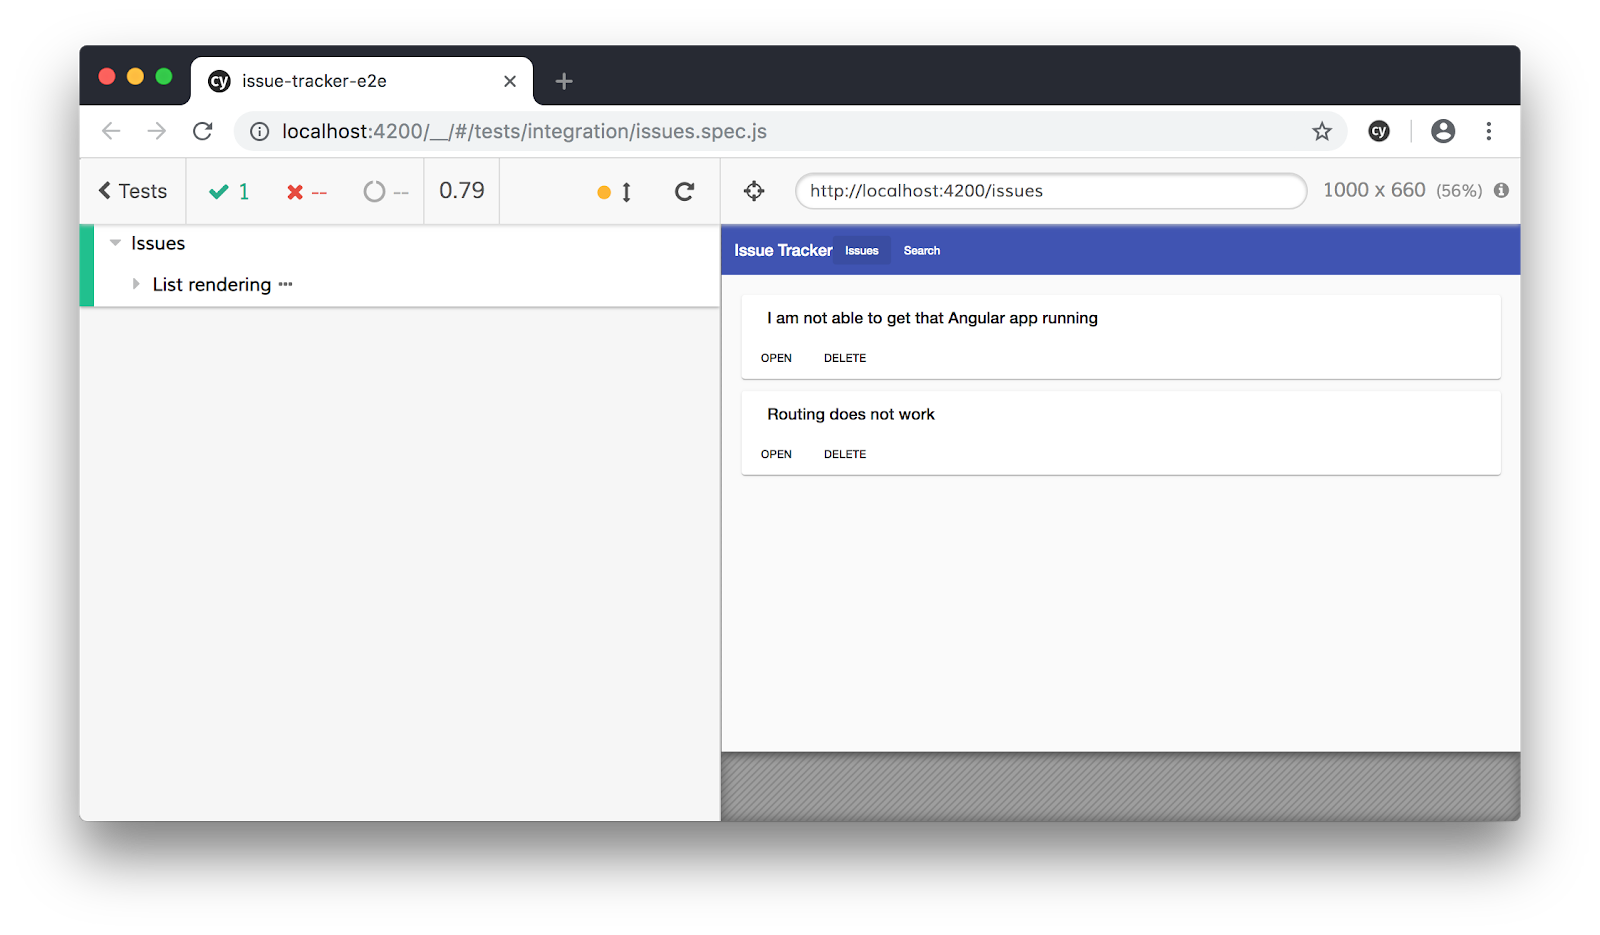 cy issue-tracker-e2e
localhost:4200/__/#/tests/integration/issues.spec.js cy
Tests 1 -- -- 0.79 http://localhost:4200/issues 1000 x 660 (56%)
Issues
List rendering
Issue Tracker Issues Search
I am not able to get that Angular app running
OPEN DELETE
Routing does not work
OPEN DELETE